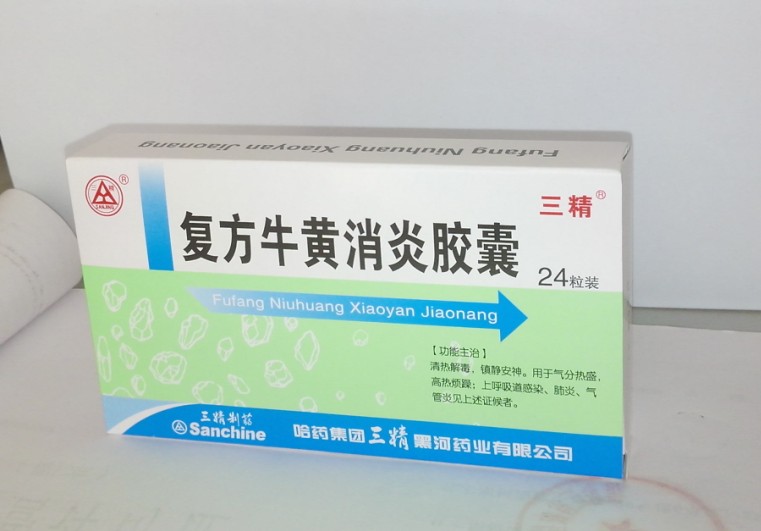 Fufang Niuhuang Xiaoyan Jiaonang
三精®
复方牛黄消炎胶囊
24粒装
Fufang Niuhuang Xiaoyan Jiaonang
【功能主治】
清热解毒,镇静安神。用于气分热盛,
高热烦躁;上呼吸道感染、肺炎、气
管炎见上述证候者。
三精制药
Sanchine
哈药集团三精黑河药业有限公司